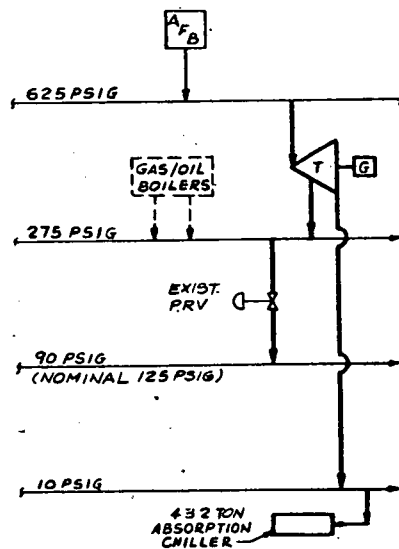 AFB
625 PSIG
T
G
GAS/OIL
BOILERS
275 PSIG
EXIST.
PRV
90 PSIG
(NOMINAL 125 PSIG)
10 PSIG
432 TON
ABSORPTION
CHILLER